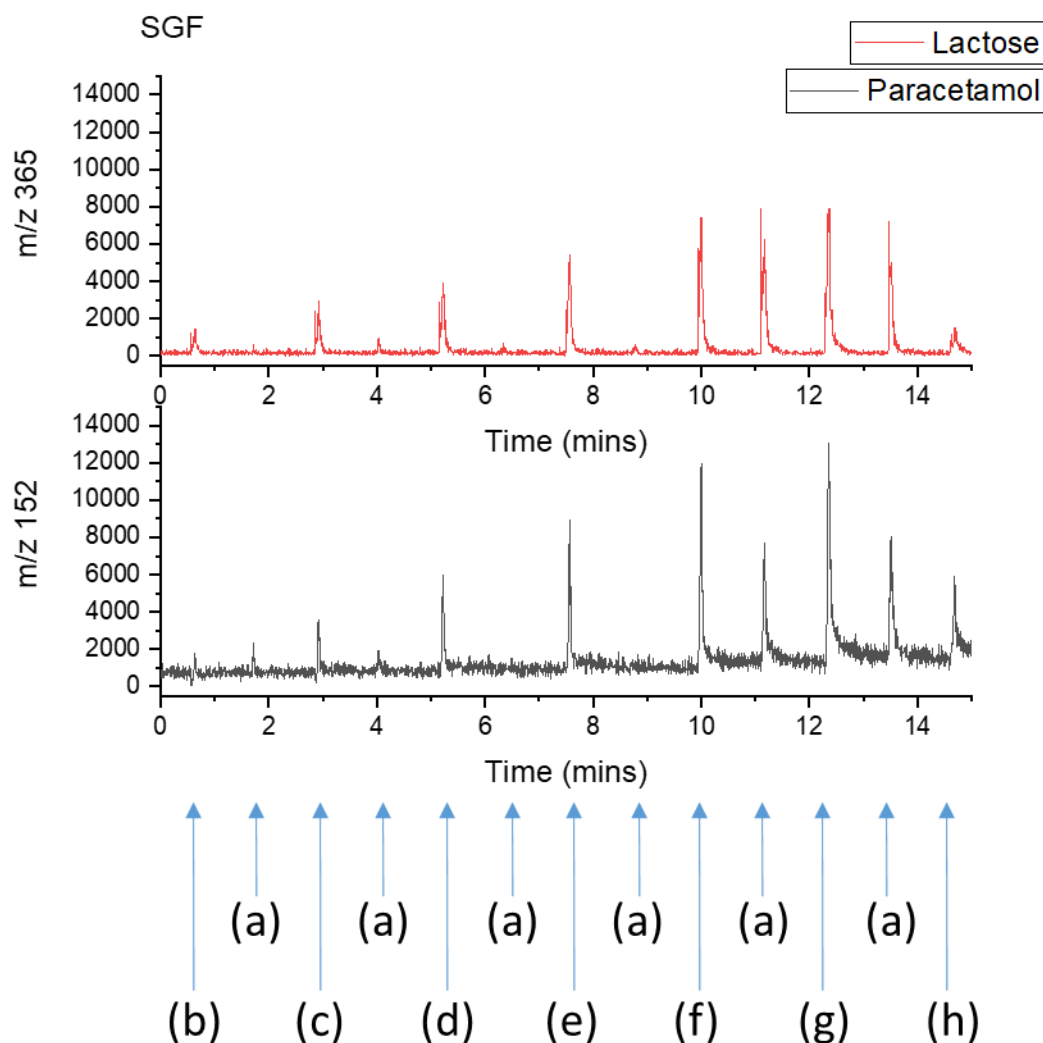 SGF
Lactose
Paracetamol
14000
12000
10000
8000
6000
4000
2000
0
m/z 365
0 2 4 6 8 10 12 14
Time (mins)
14000
12000
10000
8000
6000
4000
2000
0
m/z 152
0 2 4 6 8 10 12 14
Time (mins)
(a) (a) (a) (a) (a) (a)
(b) (c) (d) (e) (f) (g) (h)